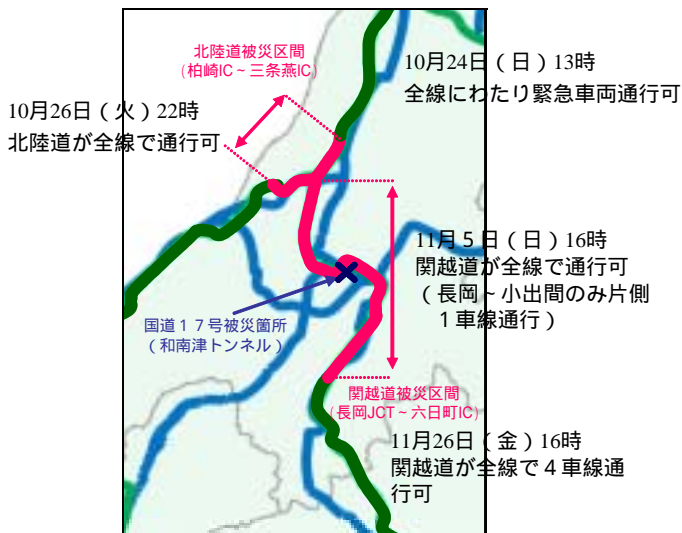 北陸道被災区間
(柏崎IC～三条燕IC)
10月24日(日)13時
全線にわたり緊急車両通行可
10月26日(火)22時
北陸道が全線で通行可
11月5日(日)16時
関越道が全線で通行可
(長岡～小出間のみ片側
1車線通行)
国道17号被災箇所
(和南津トンネル)
関越道被災区間
(長岡JCT～六日町IC)
11月26日(金)16時
関越道が全線で4車線通
行可